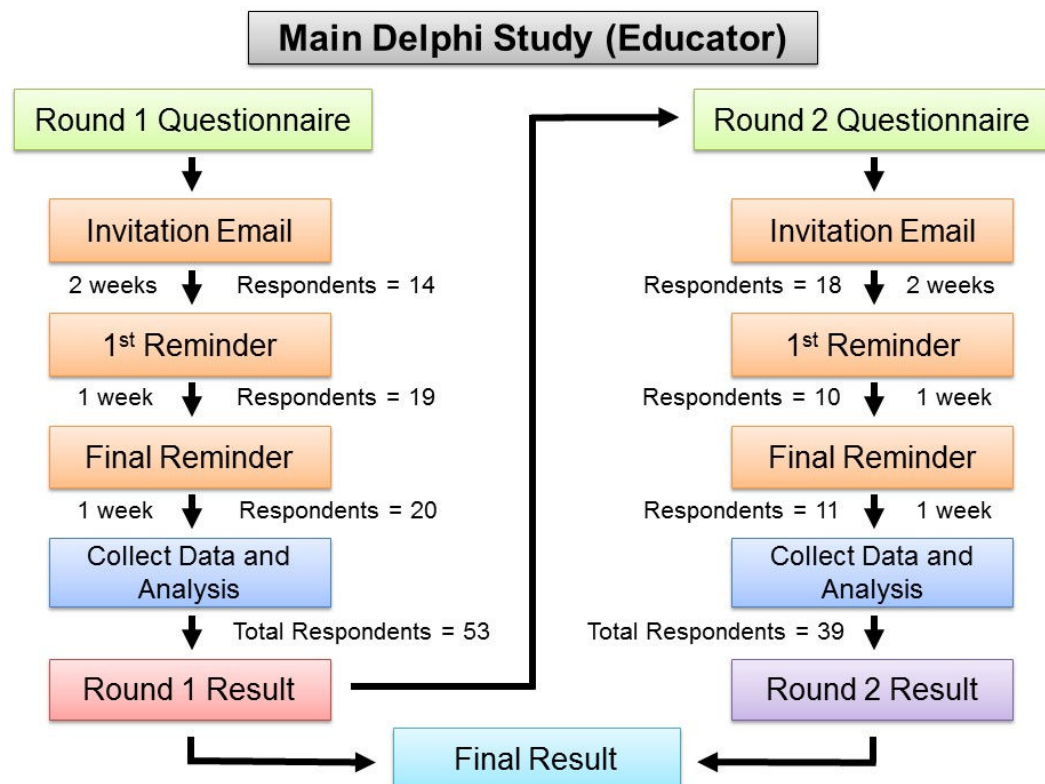 Main Delphi Study (Educator)
Round 1 Questionnaire
Invitation Email
2 weeks
Respondents = 14
1st Reminder
1 week
Respondents = 19
Final Reminder
1 week
Respondents = 20
Collect Data and
Analysis
Total Respondents = 53
Round 1 Result
Round 2 Questionnaire
Invitation Email
Respondents = 18
2 weeks
1st Reminder
Respondents = 10
1 week
Final Reminder
Respondents = 11
1 week
Collect Data and
Analysis
Total Respondents = 39
Round 2 Result
Final Result